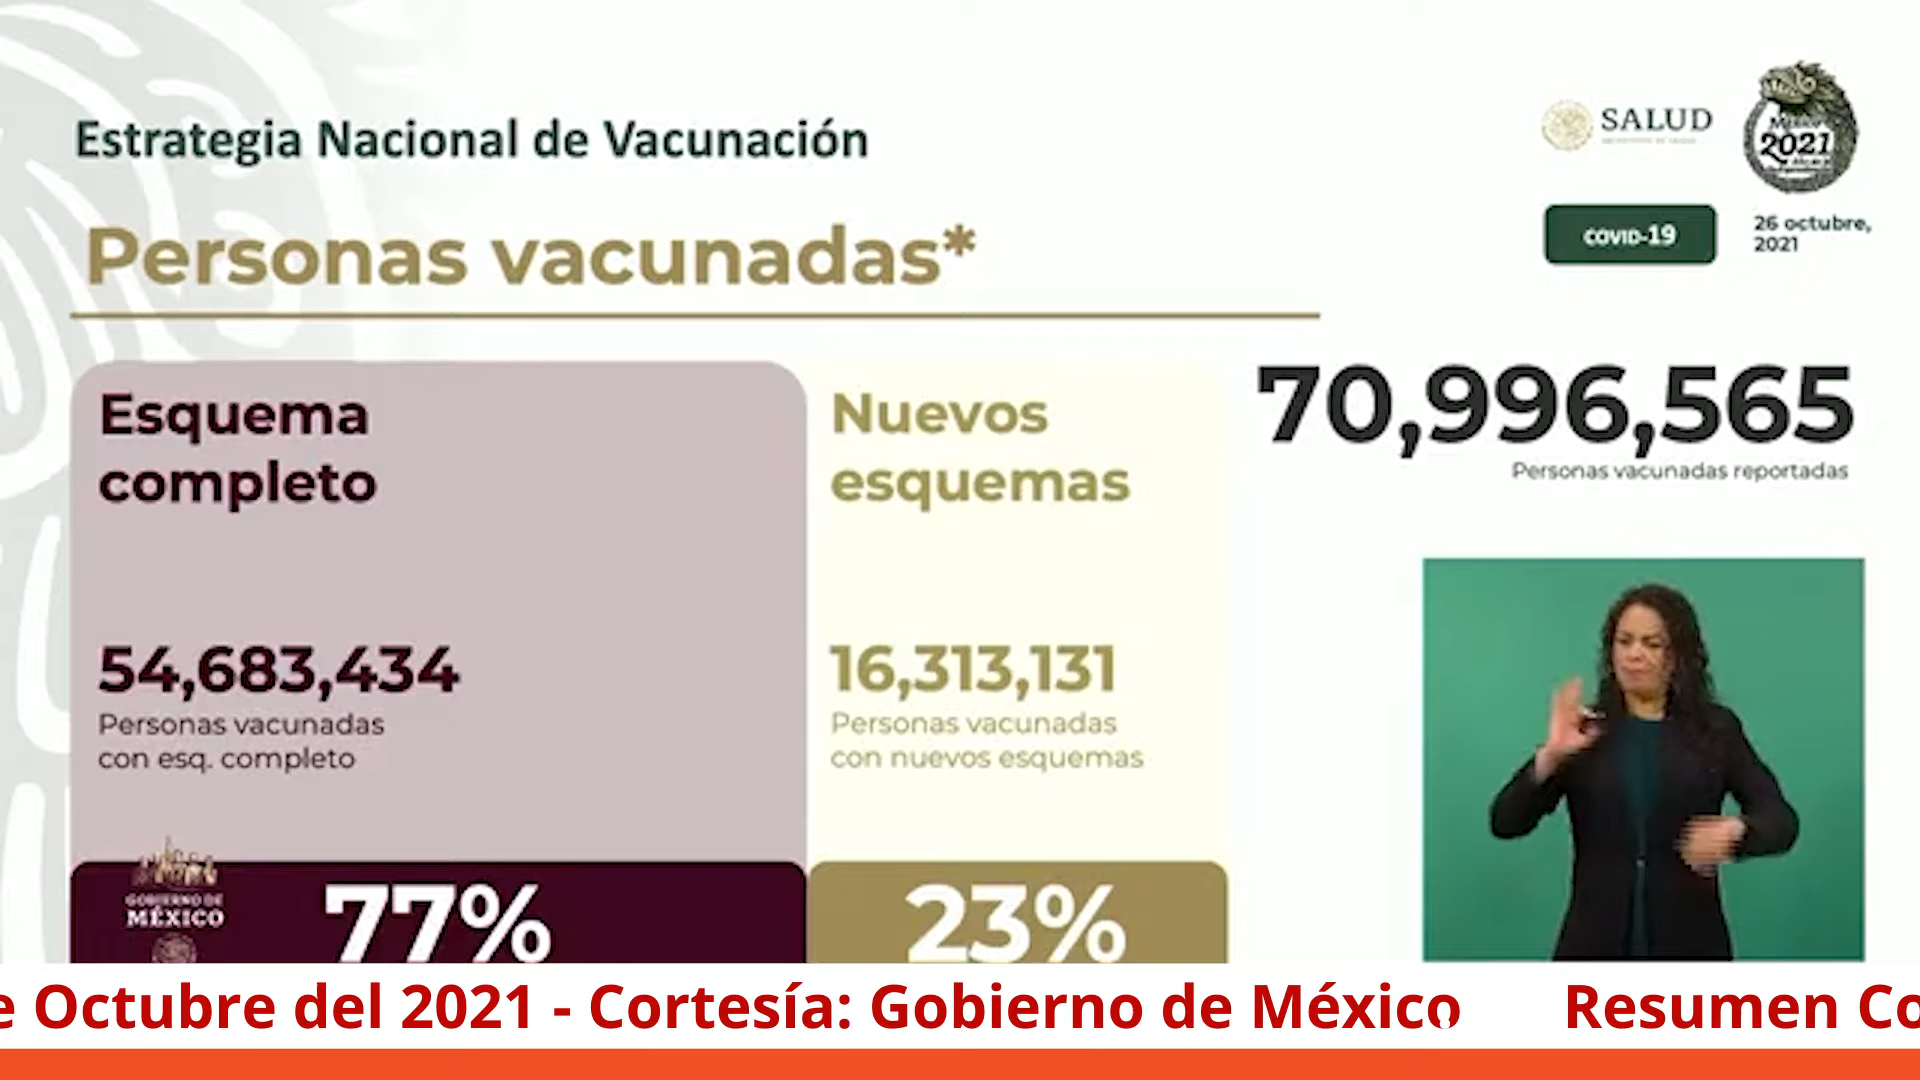 Estrategia Nacional de Vacunación
SALUD
México
2021
Personas vacunadas*
COVID-19
26 octubre,
2021
Esquema
completo
54,683,434
Personas vacunadas
con esq. completo
77%
Nuevos
esquemas
16,313,131
Personas vacunadas
con nuevos esquemas
23%
70,996,565
Personas vacunadas reportadas
GOBIERNO DE
MÉXICO
e Octubre del 2021 - Cortesía: Gobierno de México Resumen Co